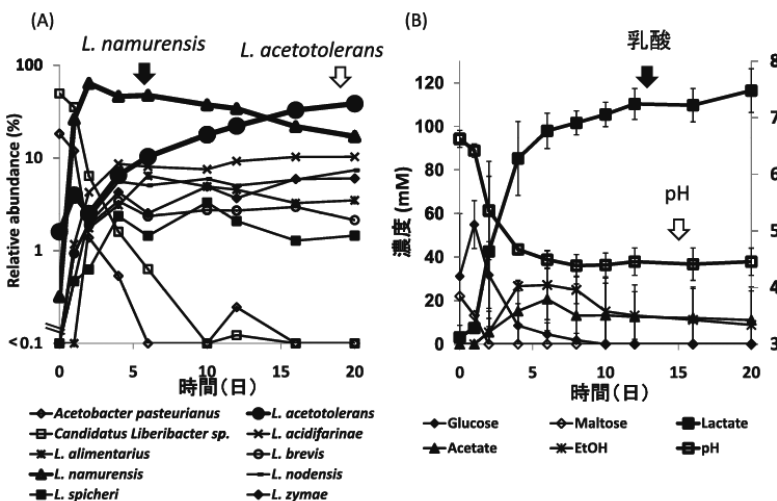 (A)
L. namurensis
L. acetotolerans
Relative abundance (%)
100
10
1
<0.1
0 5 10 15 20
時間(日)
Acetobacter pasteurianus
L. acetotolerans
Candidatus Liberibacter sp.
L. acidifarinae
L. alimentarius
L. brevis
L. namurensis
L. nodensis
L. spicheri
L. zymae
(B)
乳酸
pH
濃度 (mM)
120
100
80
60
40
20
0
8
7
6
5
4
3
0 5 10 15 20
時間(日)
Glucose
Maltose
Lactate
Acetate
EtOH
pH